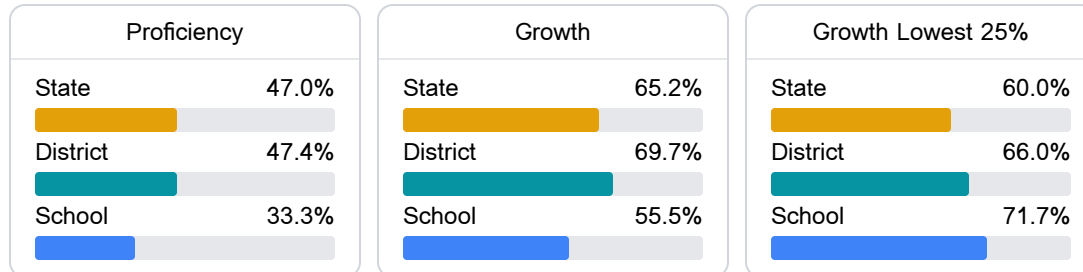 Proficiency
State 47.0%
District 47.4%
School 33.3%
Growth
State 65.2%
District 69.7%
School 55.5%
Growth Lowest 25%
State 60.0%
District 66.0%
School 71.7%